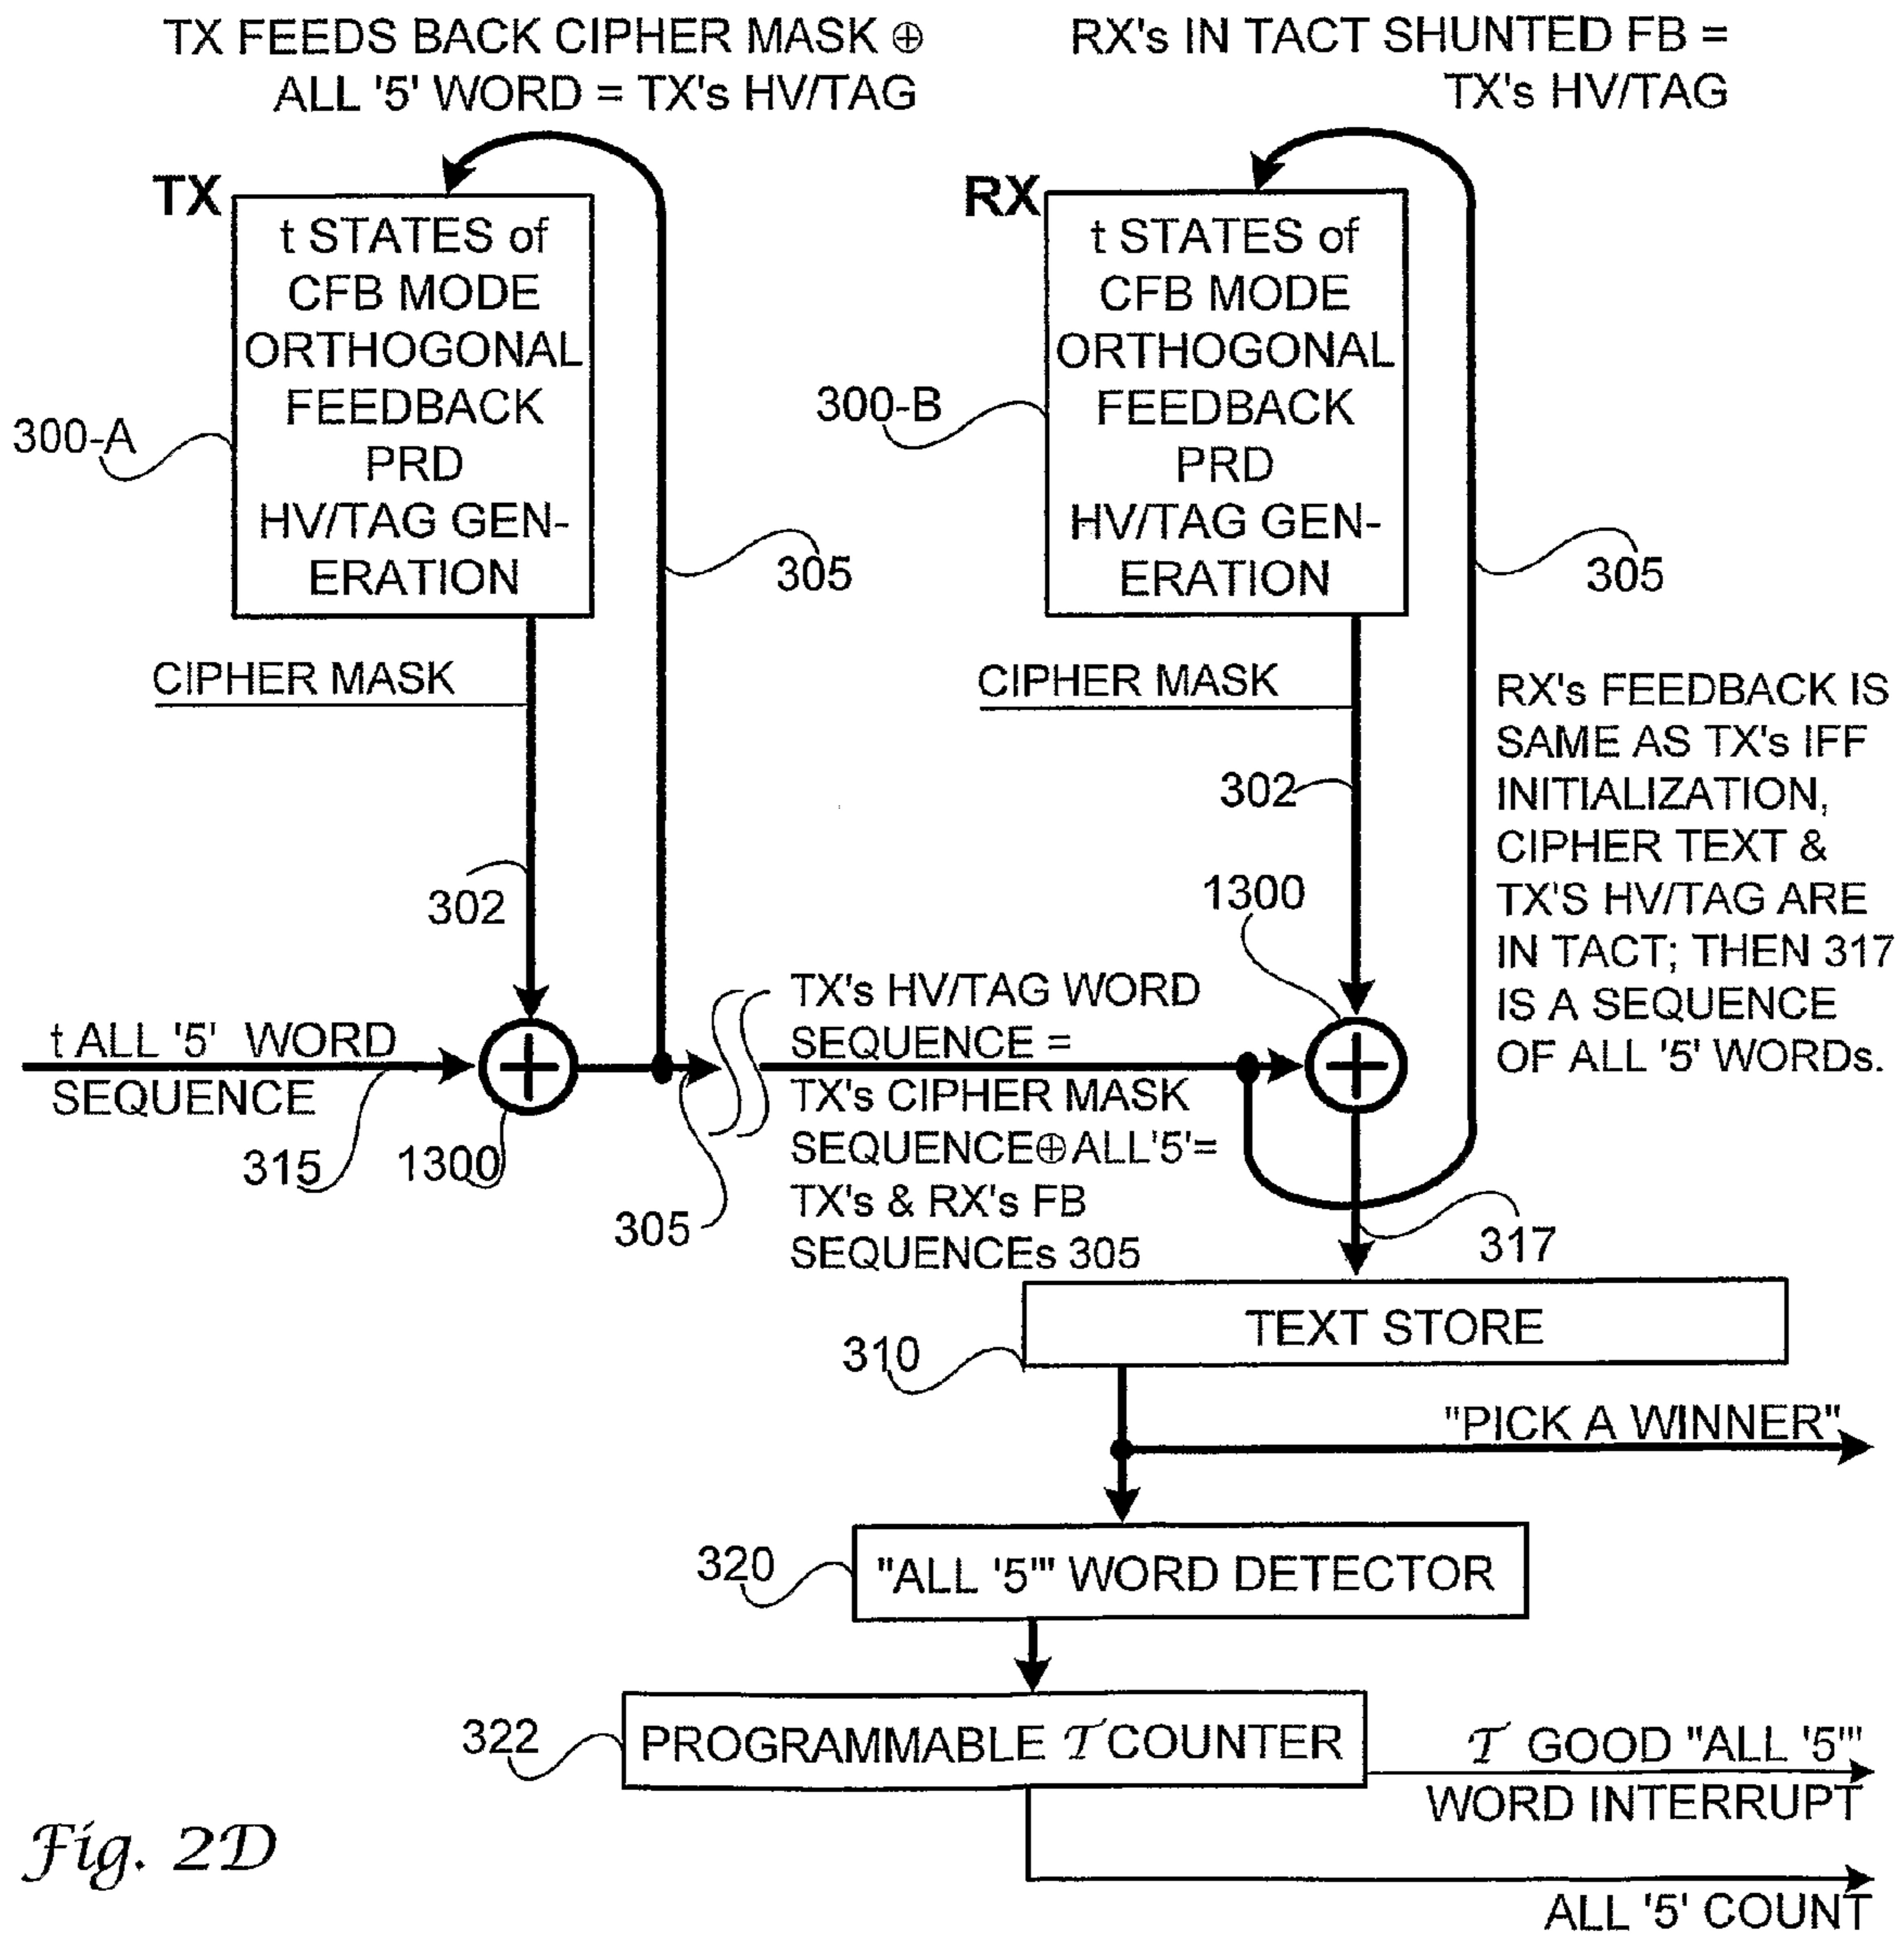 TX FEEDS BACK CIPHER MASK ⊕
ALL '5' WORD = TX's HV/TAG
RX's IN TACT SHUNTED FB =
TX's HV/TAG
TX
t STATES of
CFB MODE
ORTHOGONAL
FEEDBACK
PRD
HV/TAG GEN-
ERATION
300-A
305
RX
t STATES of
CFB MODE
ORTHOGONAL
FEEDBACK
PRD
HV/TAG GEN-
ERATION
300-B
305
CIPHER MASK
302
CIPHER MASK
302
1300
RX's FEEDBACK IS
SAME AS TX's IFF
INITIALIZATION,
CIPHER TEXT &
TX'S HV/TAG ARE
IN TACT; THEN 317
IS A SEQUENCE
OF ALL '5' WORDs.
t ALL '5' WORD
SEQUENCE
315
1300
305
TX's HV/TAG WORD
SEQUENCE =
TX's CIPHER MASK
SEQUENCE⊕ALL'5'=
TX's & RX's FB
SEQUENCEs 305
317
TEXT STORE
310
"PICK A WINNER"
320
"ALL '5'" WORD DETECTOR
322
PROGRAMMABLE 𝒯 COUNTER
𝒯 GOOD "ALL '5'"
WORD INTERRUPT
ALL '5' COUNT
Fig. 2D